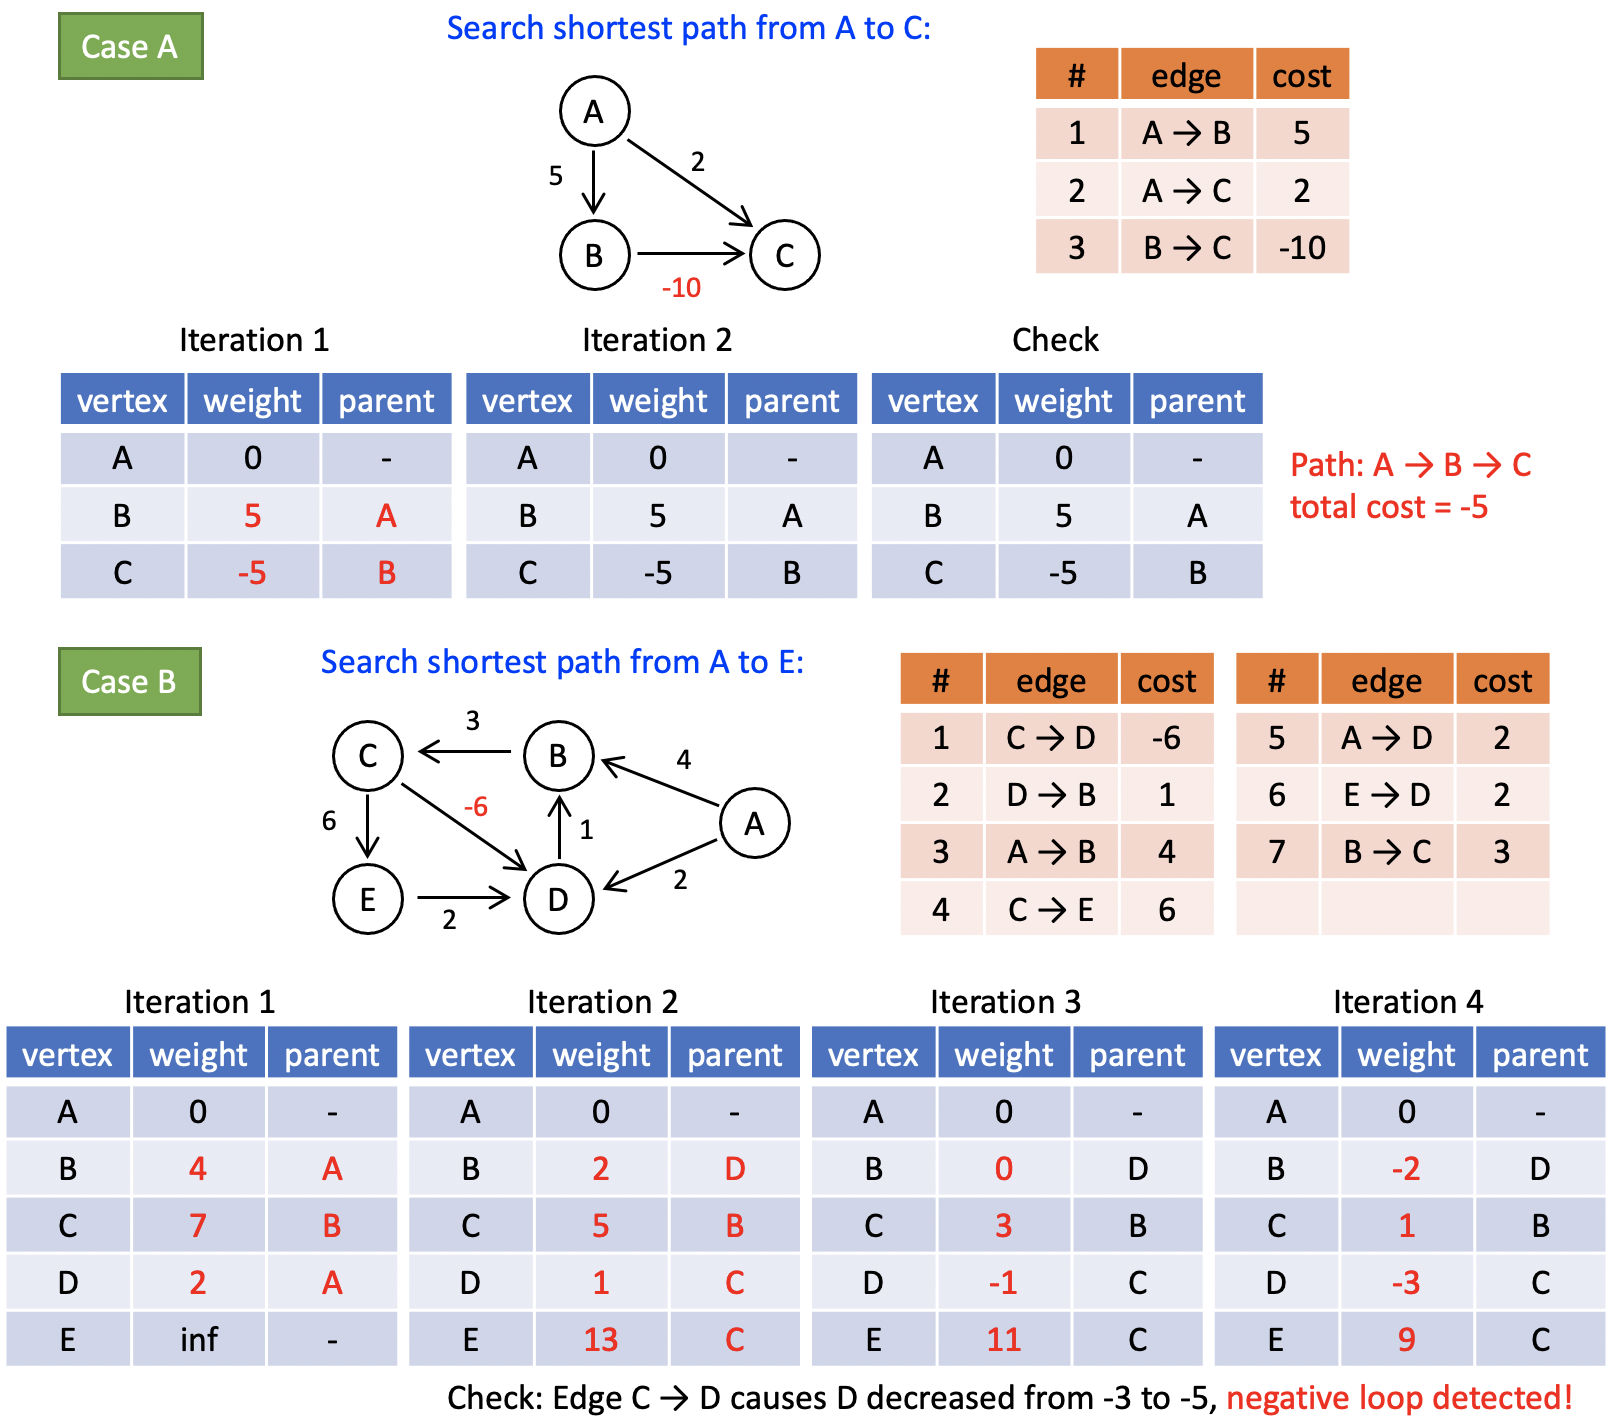 Case A
Search shortest path from A to C:
A
5
2
B
C
-10
# edge cost
1 A → B 5
2 A → C 2
3 B → C -10
Iteration 1
vertex weight parent
A 0 -
B 5 A
C -5 B
Iteration 2
vertex weight parent
A 0 -
B 5 A
C -5 B
Check
vertex weight parent
A 0 -
B 5 A
C -5 B
Path: A → B → C
total cost = -5
Case B
Search shortest path from A to E:
3
C
B
4
-6
A
6
1
E
D
2
2
# edge cost
1 C → D -6
2 D → B 1
3 A → B 4
4 C → E 6
# edge cost
5 A → D 2
6 E → D 2
7 B → C 3
Iteration 1
vertex weight parent
A 0 -
B 4 A
C 7 B
D 2 A
E inf -
Iteration 2
vertex weight parent
A 0 -
B 2 D
C 5 B
D 1 C
E 13 C
Iteration 3
vertex weight parent
A 0 -
B 0 D
C 3 B
D -1 C
E 11 C
Iteration 4
vertex weight parent
A 0 -
B -2 D
C 1 B
D -3 C
E 9 C
Check: Edge C → D causes D decreased from -3 to -5, negative loop detected!